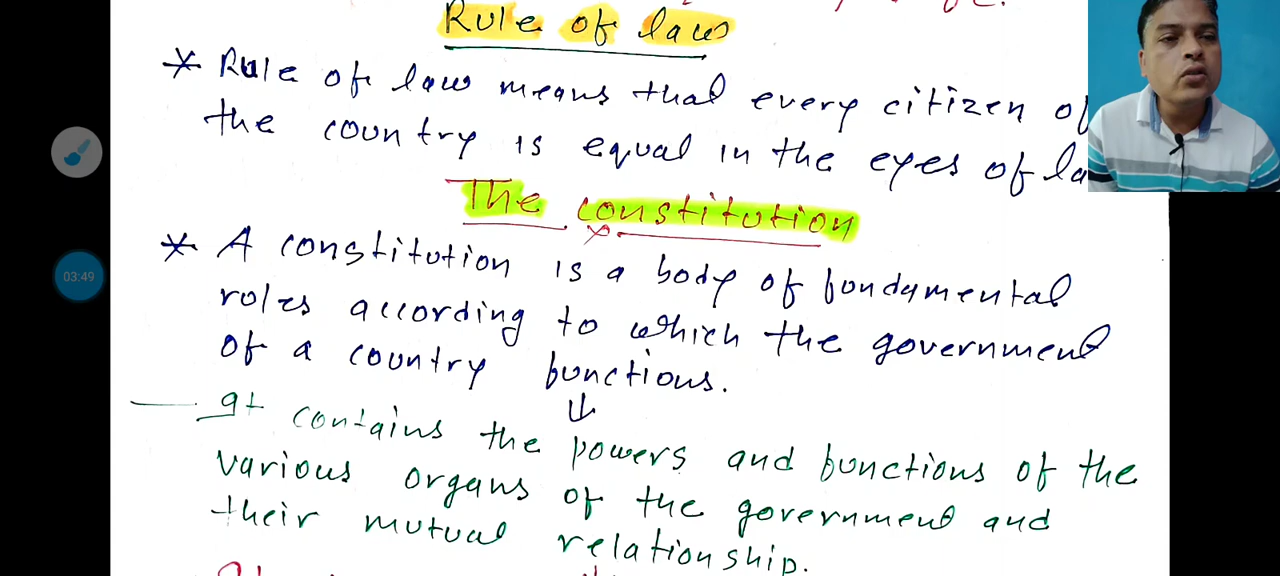 Rule of law
* Rule of law means that every citizen of
the country is equal in the eyes of la
The constitution
* A constitution is a body of fundamental
rules according to which the government
of a country functions.
03:49
It contains the powers and functions of the
various organs of the government and
their mutual relationship.